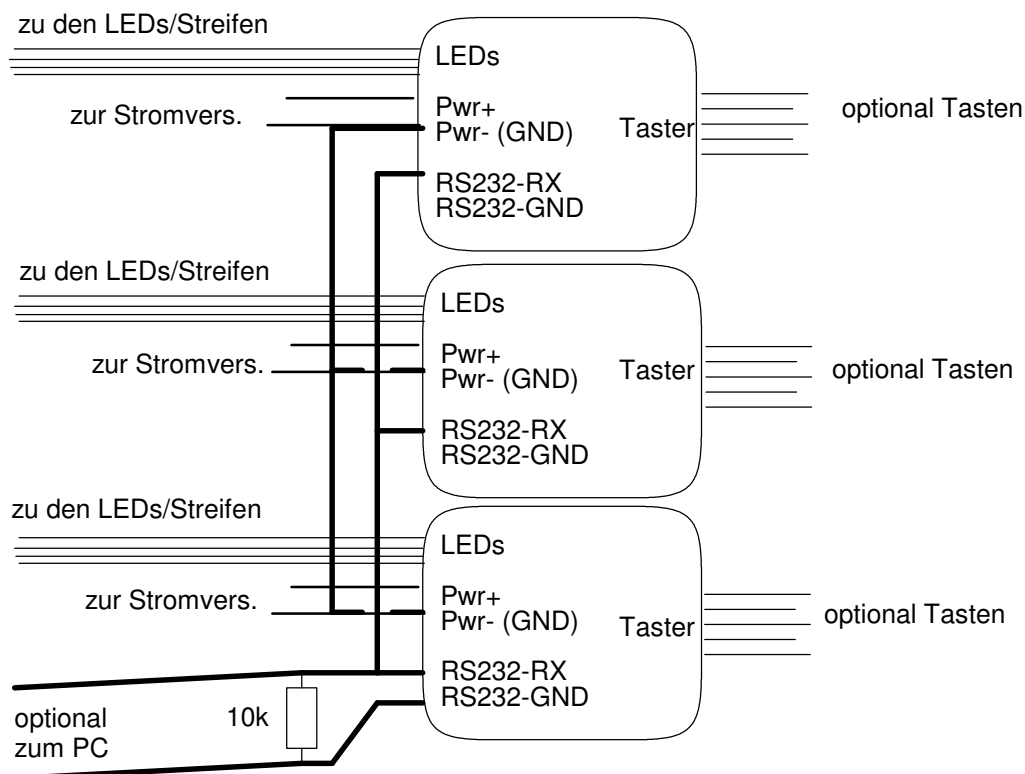 zu den LEDs/Streifen
LEDs
zur Stromvers.
Pwr+
Pwr- (GND)
Taster
optional Tasten
RS232-RX
RS232-GND
zu den LEDs/Streifen
LEDs
zur Stromvers.
Pwr+
Pwr- (GND)
Taster
optional Tasten
RS232-RX
RS232-GND
zu den LEDs/Streifen
LEDs
zur Stromvers.
Pwr+
Pwr- (GND)
Taster
optional Tasten
RS232-RX
RS232-GND
optional
zum PC
10k